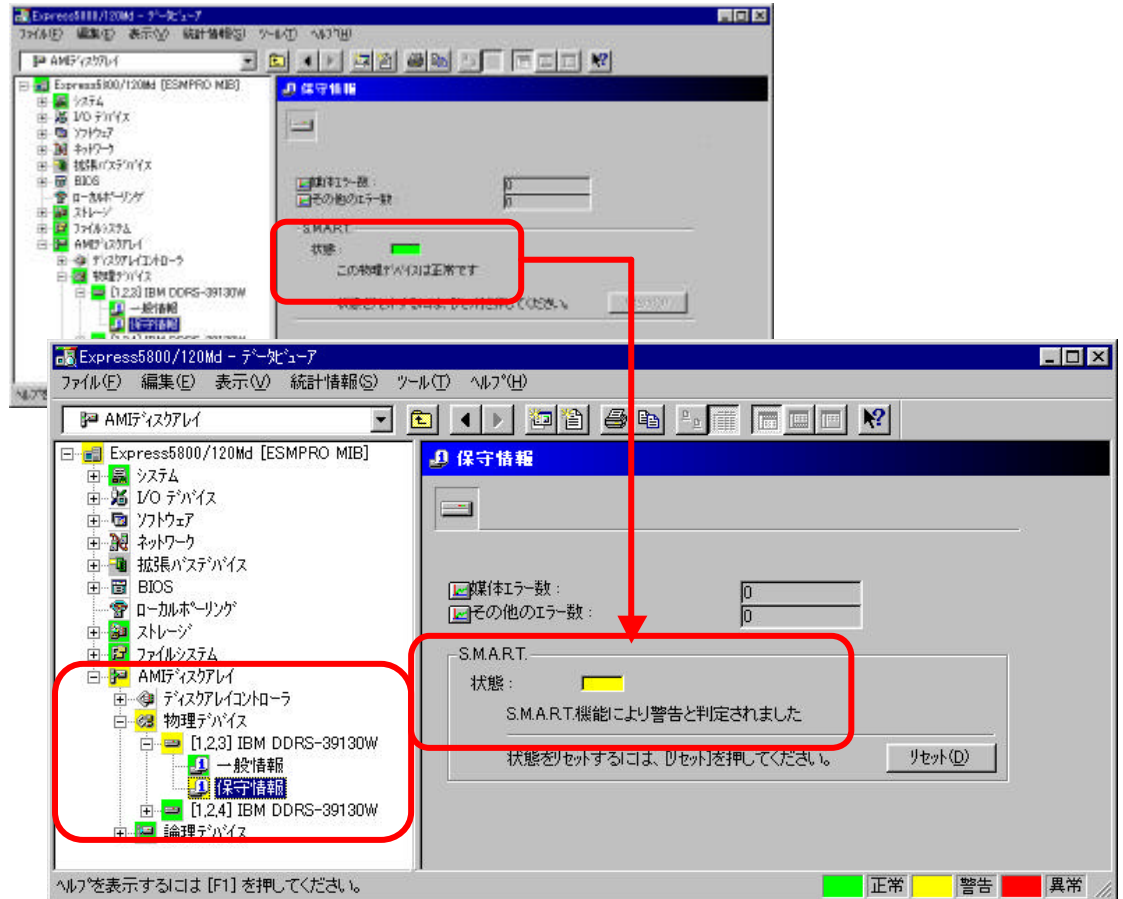 Express5800/120Md - データビューア
ファイル(F) 編集(E) 表示(V) 統計情報(S) ツール(T) ヘルプ(H)
AMIディスクアレイ
Express5800/120Md [ESMPRO MIB]
システム
I/O デバイス
ソフトウェア
ネットワーク
拡張バスデバイス
BIOS
ローカルポーリング
ストレージ
ファイルシステム
AMIディスクアレイ
ディスクアレイコントローラ
物理デバイス
[1,2,3] IBM DDRS-39130W
一般情報
保守情報
保守情報
媒体エラー数 :
0
その他のエラー数 :
0
S.M.A.R.T.
状態 :
この物理デバイスは正常です
Express5800/120Md - データビューア
ファイル(F) 編集(E) 表示(V) 統計情報(S) ツール(T) ヘルプ(H)
AMIディスクアレイ
Express5800/120Md [ESMPRO MIB]
システム
I/O デバイス
ソフトウェア
ネットワーク
拡張バスデバイス
BIOS
ローカルポーリング
ストレージ
ファイルシステム
AMIディスクアレイ
ディスクアレイコントローラ
物理デバイス
[1,2,3] IBM DDRS-39130W
一般情報
保守情報
[1,2,4] IBM DDRS-39130W
論理デバイス
保守情報
媒体エラー数 :
0
その他のエラー数 :
0
S.M.A.R.T.
状態 :
S.M.A.R.T.機能により警告と判定されました
状態をリセットするには、[リセット]を押してください。
リセット(D)
ヘルプを表示するには [F1] を押してください。
正常 警告 異常